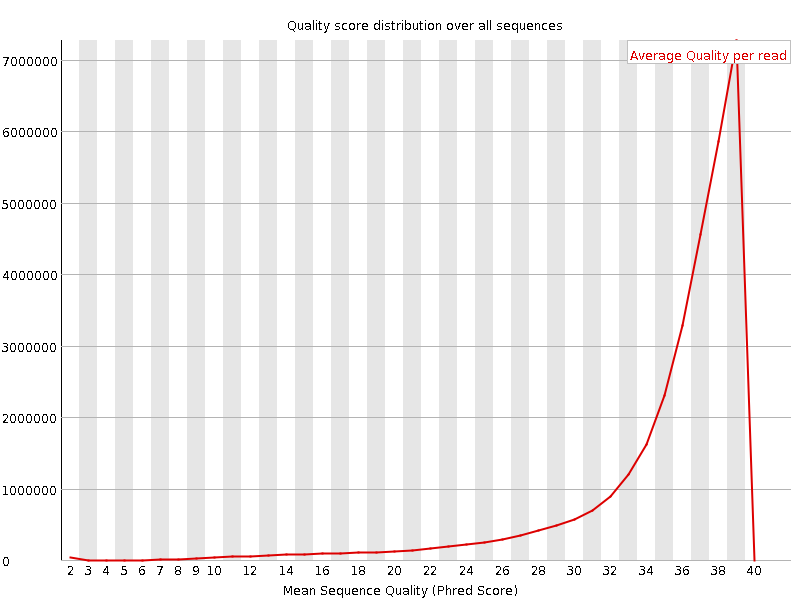 Quality score distribution over all sequences
Average Quality per read
7000000
6000000
5000000
4000000
3000000
2000000
1000000
0
2 3 4 5 6 7 8 9 10 12 14 16 18 20 22 24 26 28 30 32 34 36 38 40
Mean Sequence Quality (Phred Score)